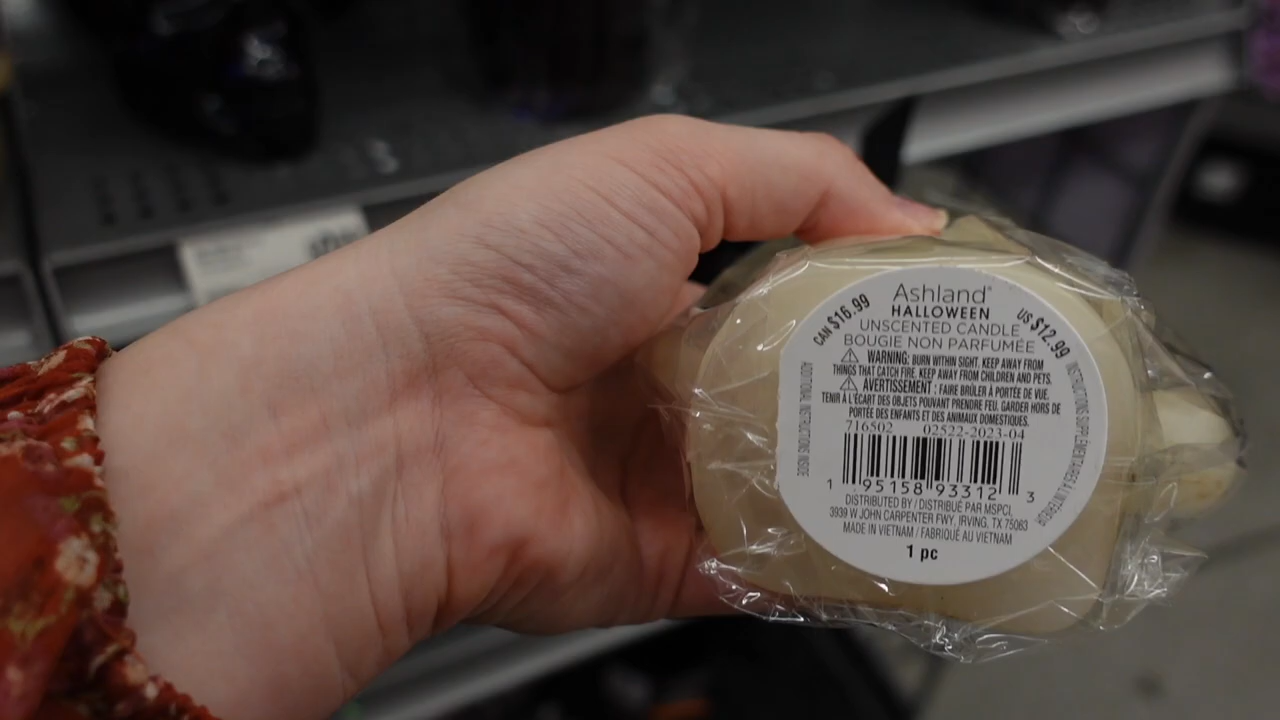 Ashland®
HALLOWEEN
CAN $16.99
US $12.99
UNSCENTED CANDLE
BOUGIE NON PARFUMÉE
WARNING: BURN WITHIN SIGHT. KEEP AWAY FROM
THINGS THAT CATCH FIRE. KEEP AWAY FROM CHILDREN AND PETS.
AVERTISSEMENT : FAIRE BRÛLER À PORTÉE DE VUE.
TENIR À L'ÉCART DES OBJETS POUVANT PRENDRE FEU. GARDER HORS DE
PORTÉE DES ENFANTS ET DES ANIMAUX DOMESTIQUES.
ADDITIONAL INSTRUCTIONS INSIDE
INSTRUCTIONS SUPPLÉMENTAIRES À L'INTÉRIEUR
716502 02522-2023-04
1 95158 93312 3
DISTRIBUTED BY / DISTRIBUÉ PAR MSPCI,
3939 W JOHN CARPENTER FWY, IRVING, TX 75063
MADE IN VIETNAM / FABRIQUÉ AU VIETNAM
1 pc